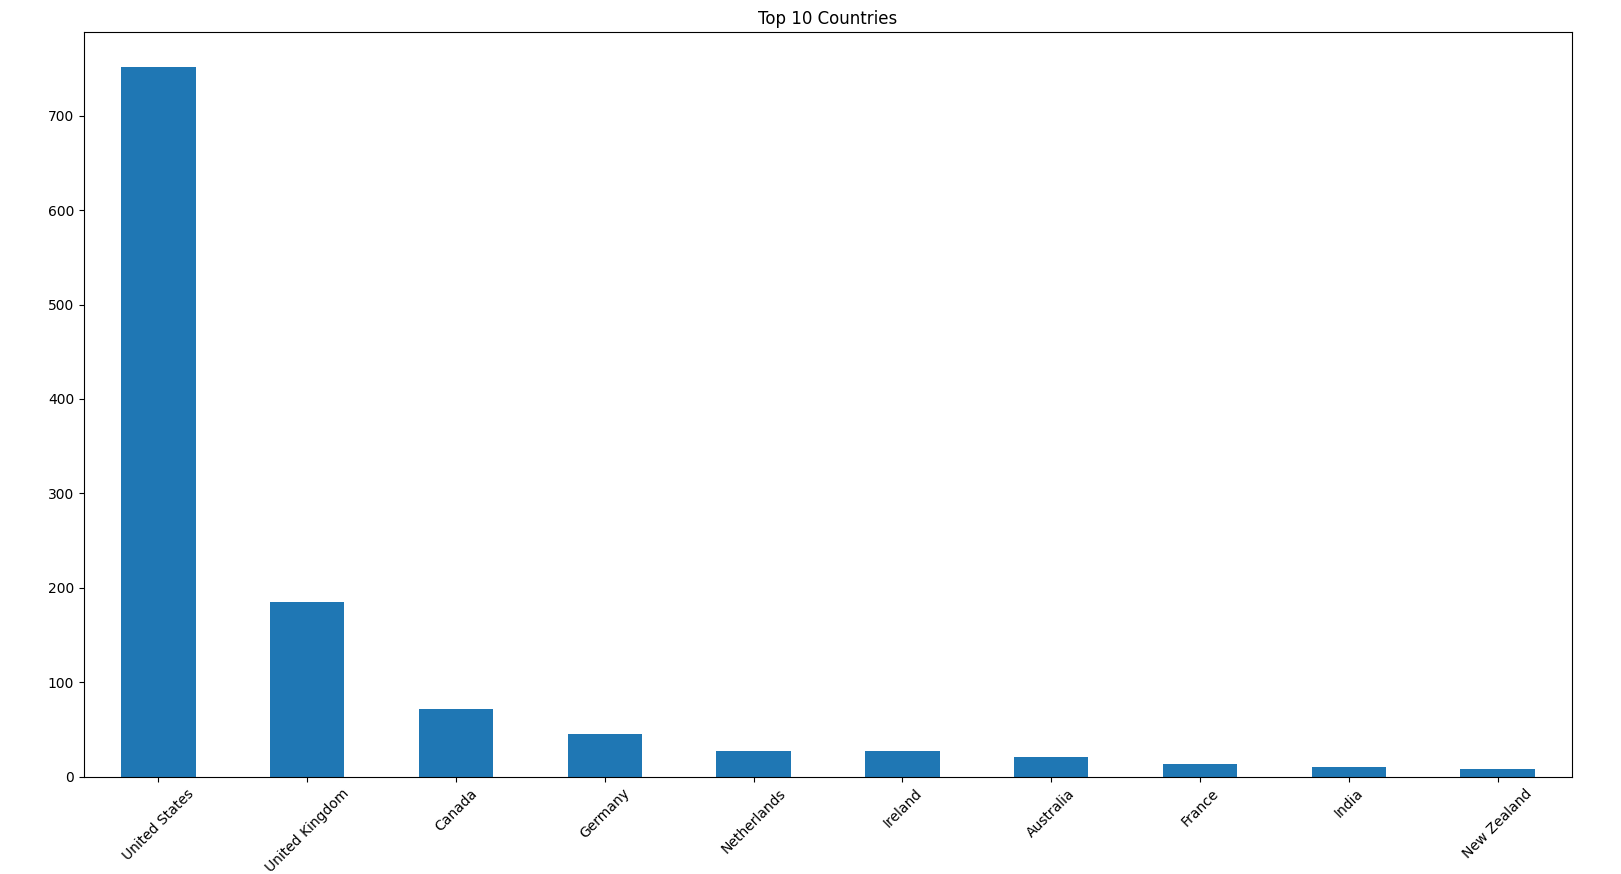 Top 10 Countries
700
600
500
400
300
200
100
0
United States
United Kingdom
Canada
Germany
Netherlands
Ireland
Australia
France
India
New Zealand